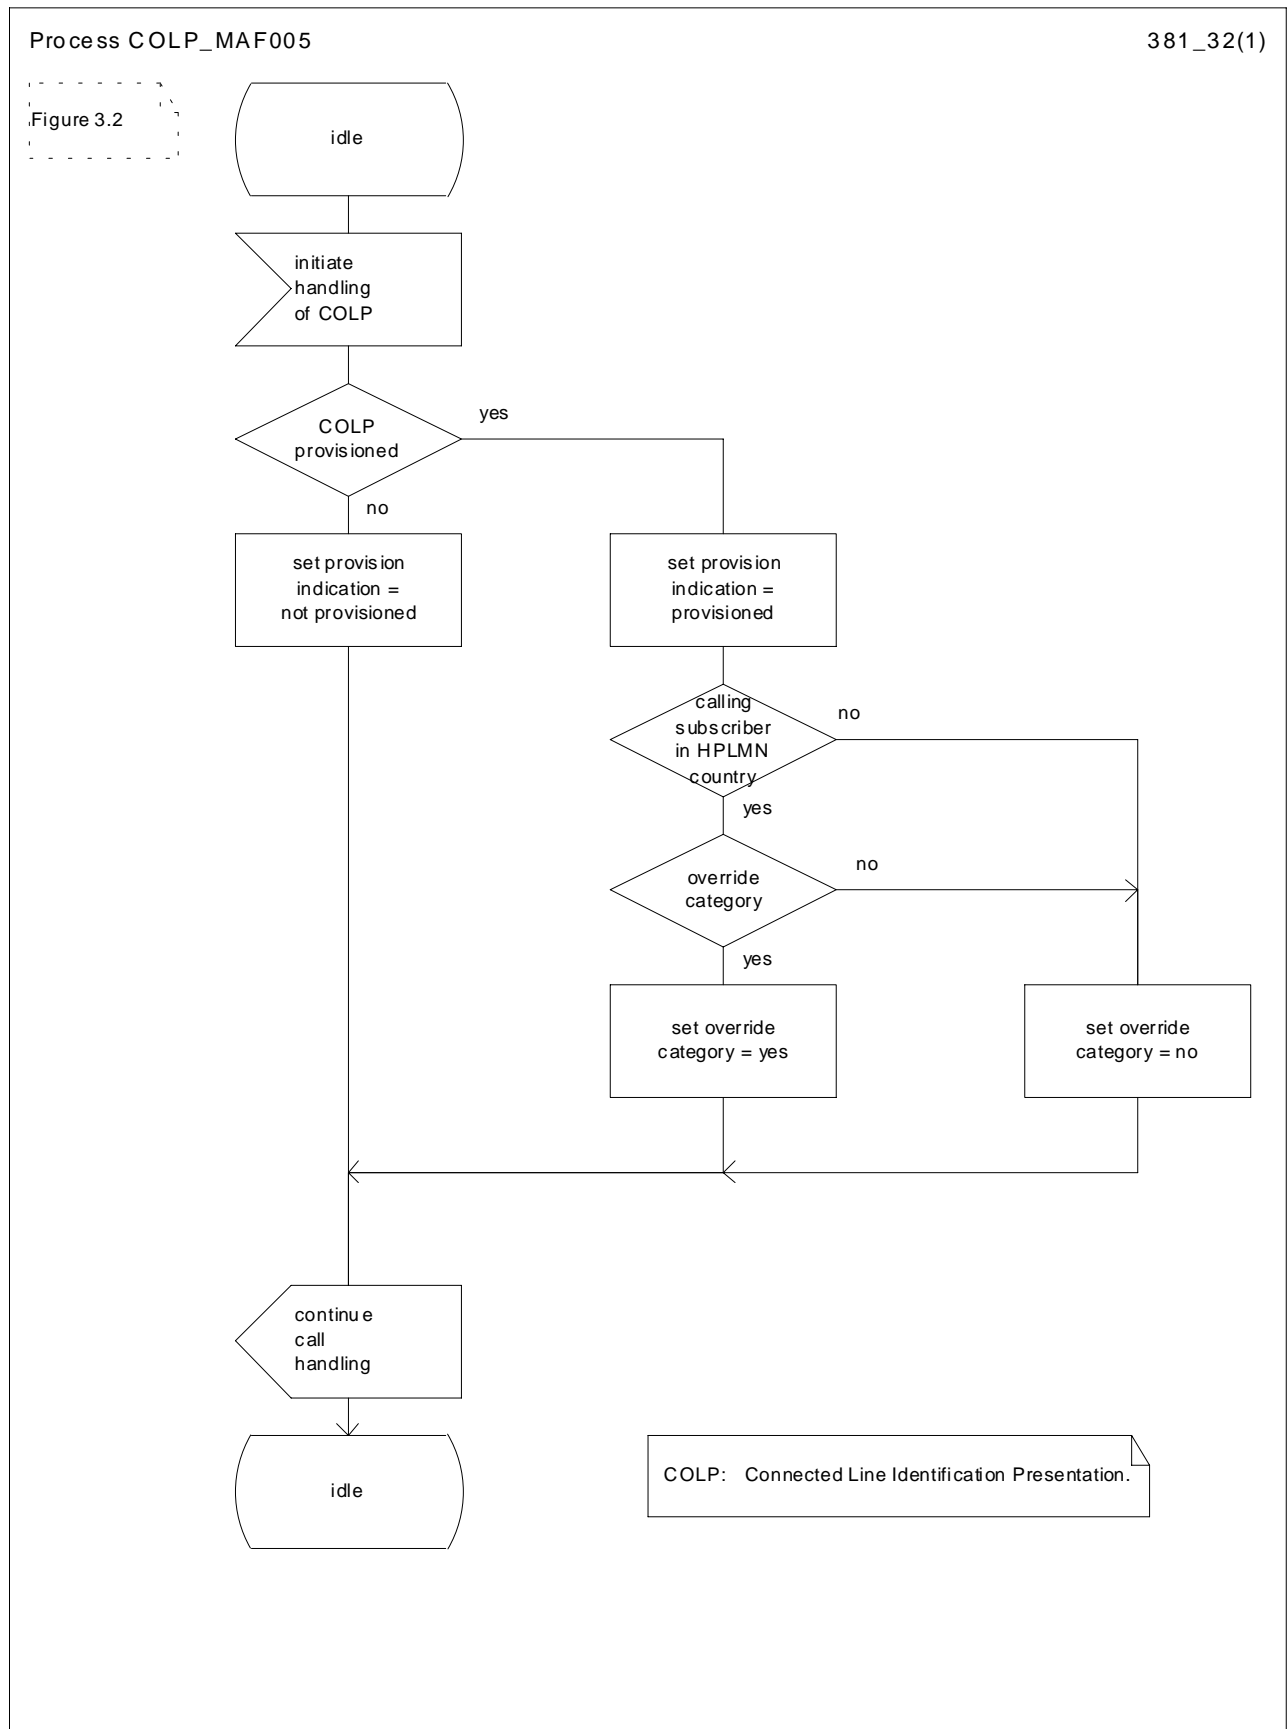 Process COLP_MAF005
381_32(1)
Figure 3.2
idle
initiate
handling
of COLP
COLP
provisioned
yes
no
set provision
indication =
not provisioned
set provision
indication =
provisioned
calling
subscriber
in HPLMN
country
no
yes
override
category
no
yes
set override
category = yes
set override
category = no
continue
call
handling
idle
COLP: Connected Line Identification Presentation.